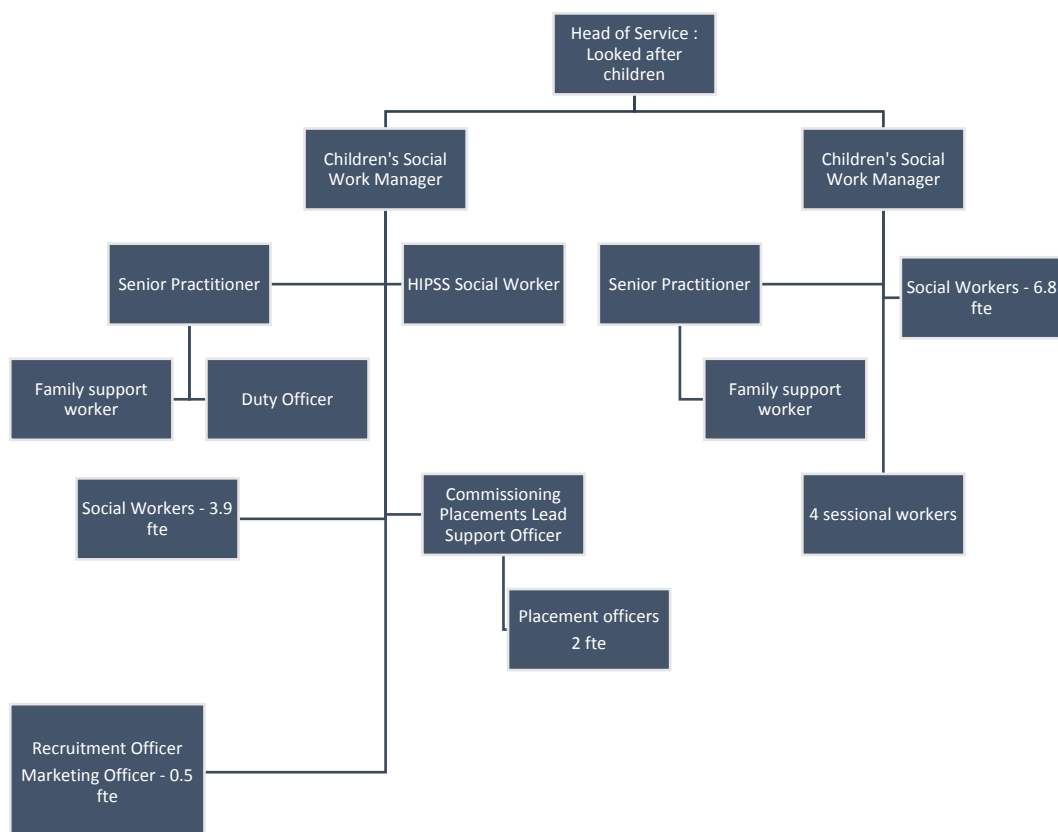 Head of Service :
Looked after
children
Children's Social
Work Manager
Children's Social
Work Manager
Senior Practitioner
HIPSS Social Worker
Senior Practitioner
Social Workers - 6.8
fte
Family support
worker
Duty Officer
Family support
worker
Social Workers - 3.9
fte
Commissioning
Placements Lead
Support Officer
4 sessional workers
Placement officers
2 fte
Recruitment Officer
Marketing Officer - 0.5
fte